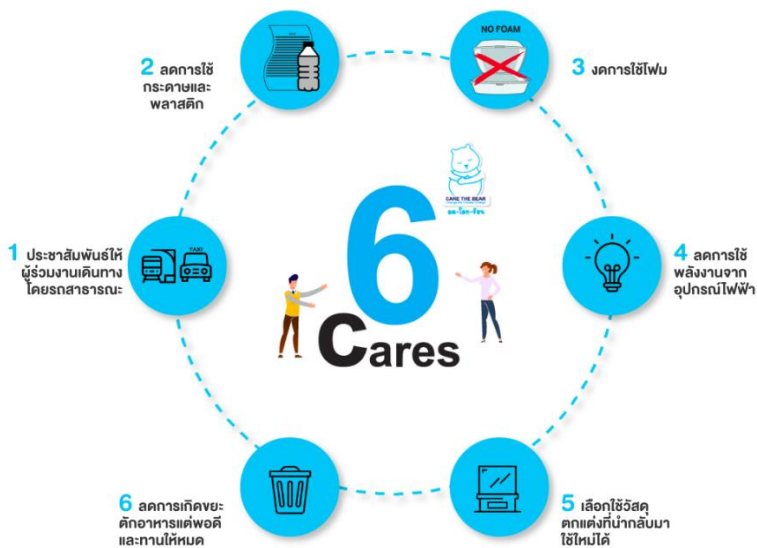 1 ประชาสัมพันธ์ให้
ผู้ร่วมงานเดินทาง
โดยรถสาธารณะ
TAXI
2 ลดการใช้
กระดาษและ
พลาสติก
NO FOAM
3 งดการใช้โฟม
4 ลดการใช้
พลังงานจาก
อุปกรณ์ไฟฟ้า
5 เลือกใช้วัสดุ
ตกแต่งที่นำกลับมา
ใช้ใหม่ได้
6 ลดการเกิดขยะ
ตักอาหารแต่พอดี
และทานให้หมด
CARE THE BEAR
ลด•โลก•ร้อน
6
Cares